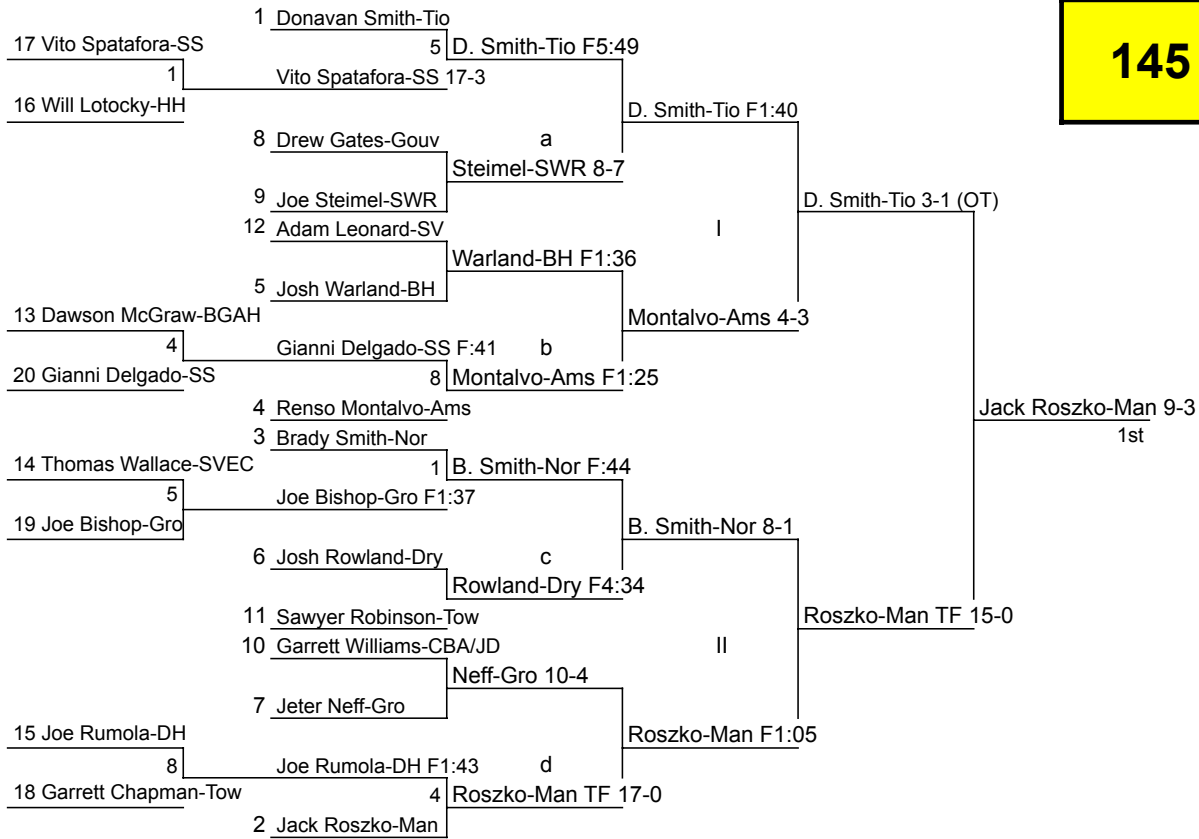 145
1 Donavan Smith-Tio
17 Vito Spatafora-SS
5 D. Smith-Tio F5:49
1
Vito Spatafora-SS 17-3
16 Will Lotocky-HH
D. Smith-Tio F1:40
8 Drew Gates-Gouv
a
Steimel-SWR 8-7
9 Joe Steimel-SWR
D. Smith-Tio 3-1 (OT)
12 Adam Leonard-SV
I
Warland-BH F1:36
5 Josh Warland-BH
13 Dawson McGraw-BGAH
Montalvo-Ams 4-3
4
Gianni Delgado-SS F:41
b
20 Gianni Delgado-SS
8 Montalvo-Ams F1:25
4 Renso Montalvo-Ams
Jack Roszko-Man 9-3
1st
3 Brady Smith-Nor
14 Thomas Wallace-SVEC
1 B. Smith-Nor F:44
5
Joe Bishop-Gro F1:37
19 Joe Bishop-Gro
B. Smith-Nor 8-1
6 Josh Rowland-Dry
c
Rowland-Dry F4:34
11 Sawyer Robinson-Tow
Roszko-Man TF 15-0
10 Garrett Williams-CBA/JD
II
Neff-Gro 10-4
7 Jeter Neff-Gro
15 Joe Rumola-DH
Roszko-Man F1:05
8
Joe Rumola-DH F1:43
d
18 Garrett Chapman-Tow
4 Roszko-Man TF 17-0
2 Jack Roszko-Man